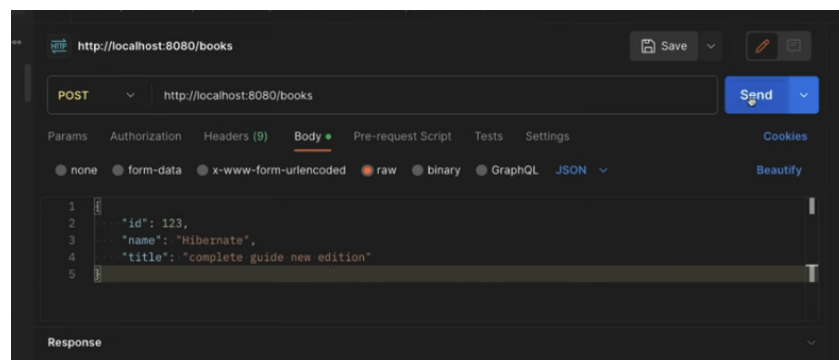 HTTP http://localhost:8080/books Save
POST http://localhost:8080/books Send
Params Authorization Headers (9) Body Pre-request Script Tests Settings Cookies
none form-data x-www-form-urlencoded raw binary GraphQL JSON Beautify
1 {
2 "id": 123,
3 "name": "Hibernate",
4 "title": "complete guide new edition"
5 }
Response